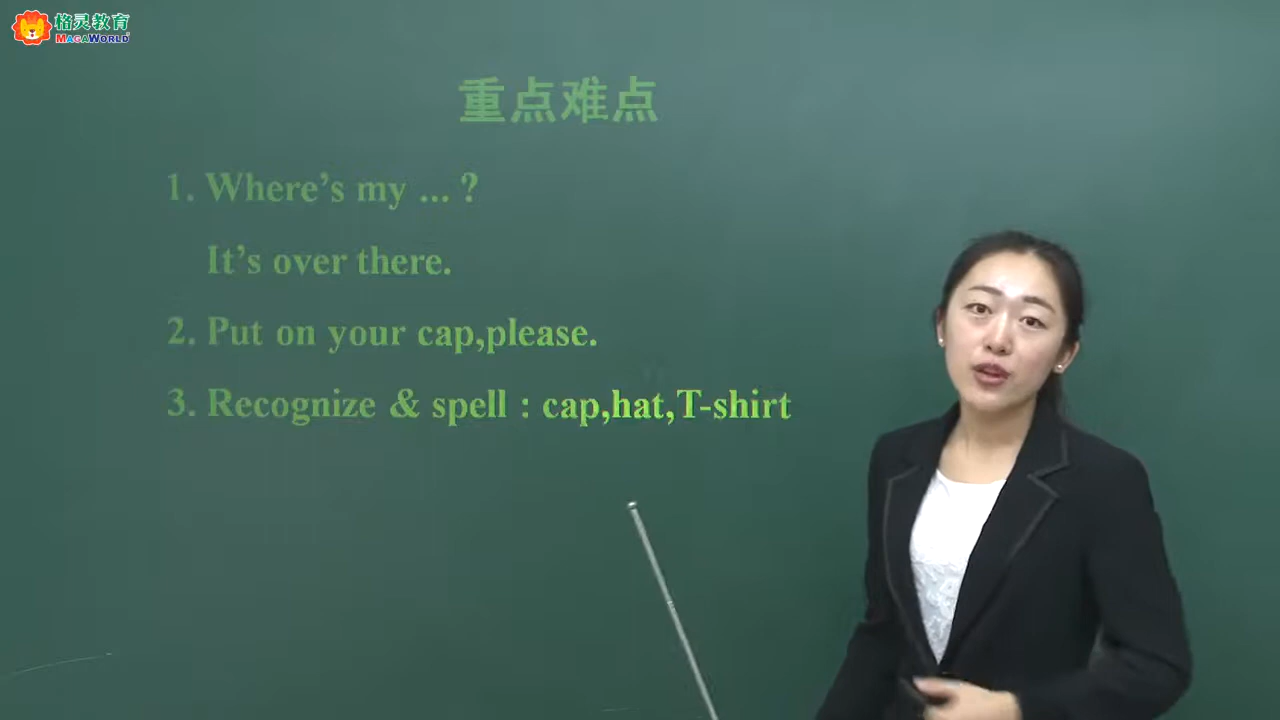 格灵教育
MAGAWORLD
重点难点
1. Where's my ... ?
It's over there.
2. Put on your cap,please.
3. Recognize & spell : cap,hat,T-shirt